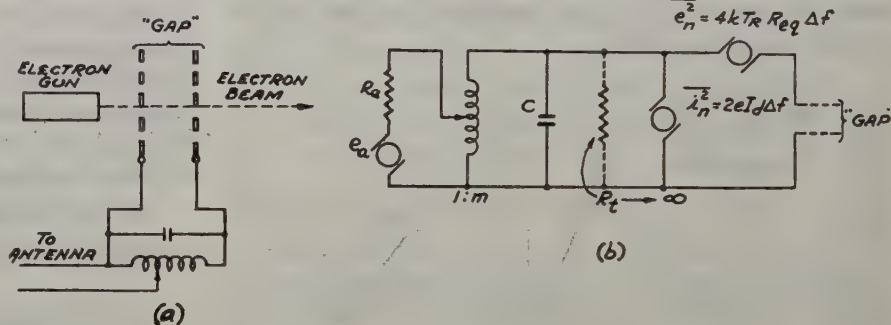 "GAP"
ELECTRON
GUN
ELECTRON
BEAM
TO
ANTENNA
(a)
e_n^2 = 4kT_R R_eq Δf
R_a
e_a
1:m
C
R_t → ∞
i_n^2 = 2eI_d Δf
"GAP"
(b)